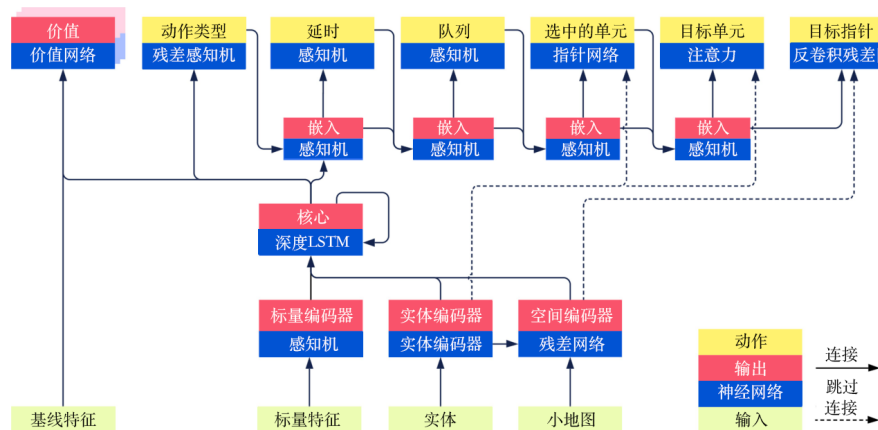 价值
价值网络
动作类型
残差感知机
延时
感知机
队列
感知机
选中的单元
指针网络
目标单元
注意力
目标指针
反卷积残差
嵌入
感知机
嵌入
感知机
嵌入
感知机
嵌入
感知机
核心
深度LSTM
标量编码器
感知机
实体编码器
实体编码器
空间编码器
残差网络
基线特征
标量特征
实体
小地图
动作
输出
神经网络
输入
连接
跳过
连接